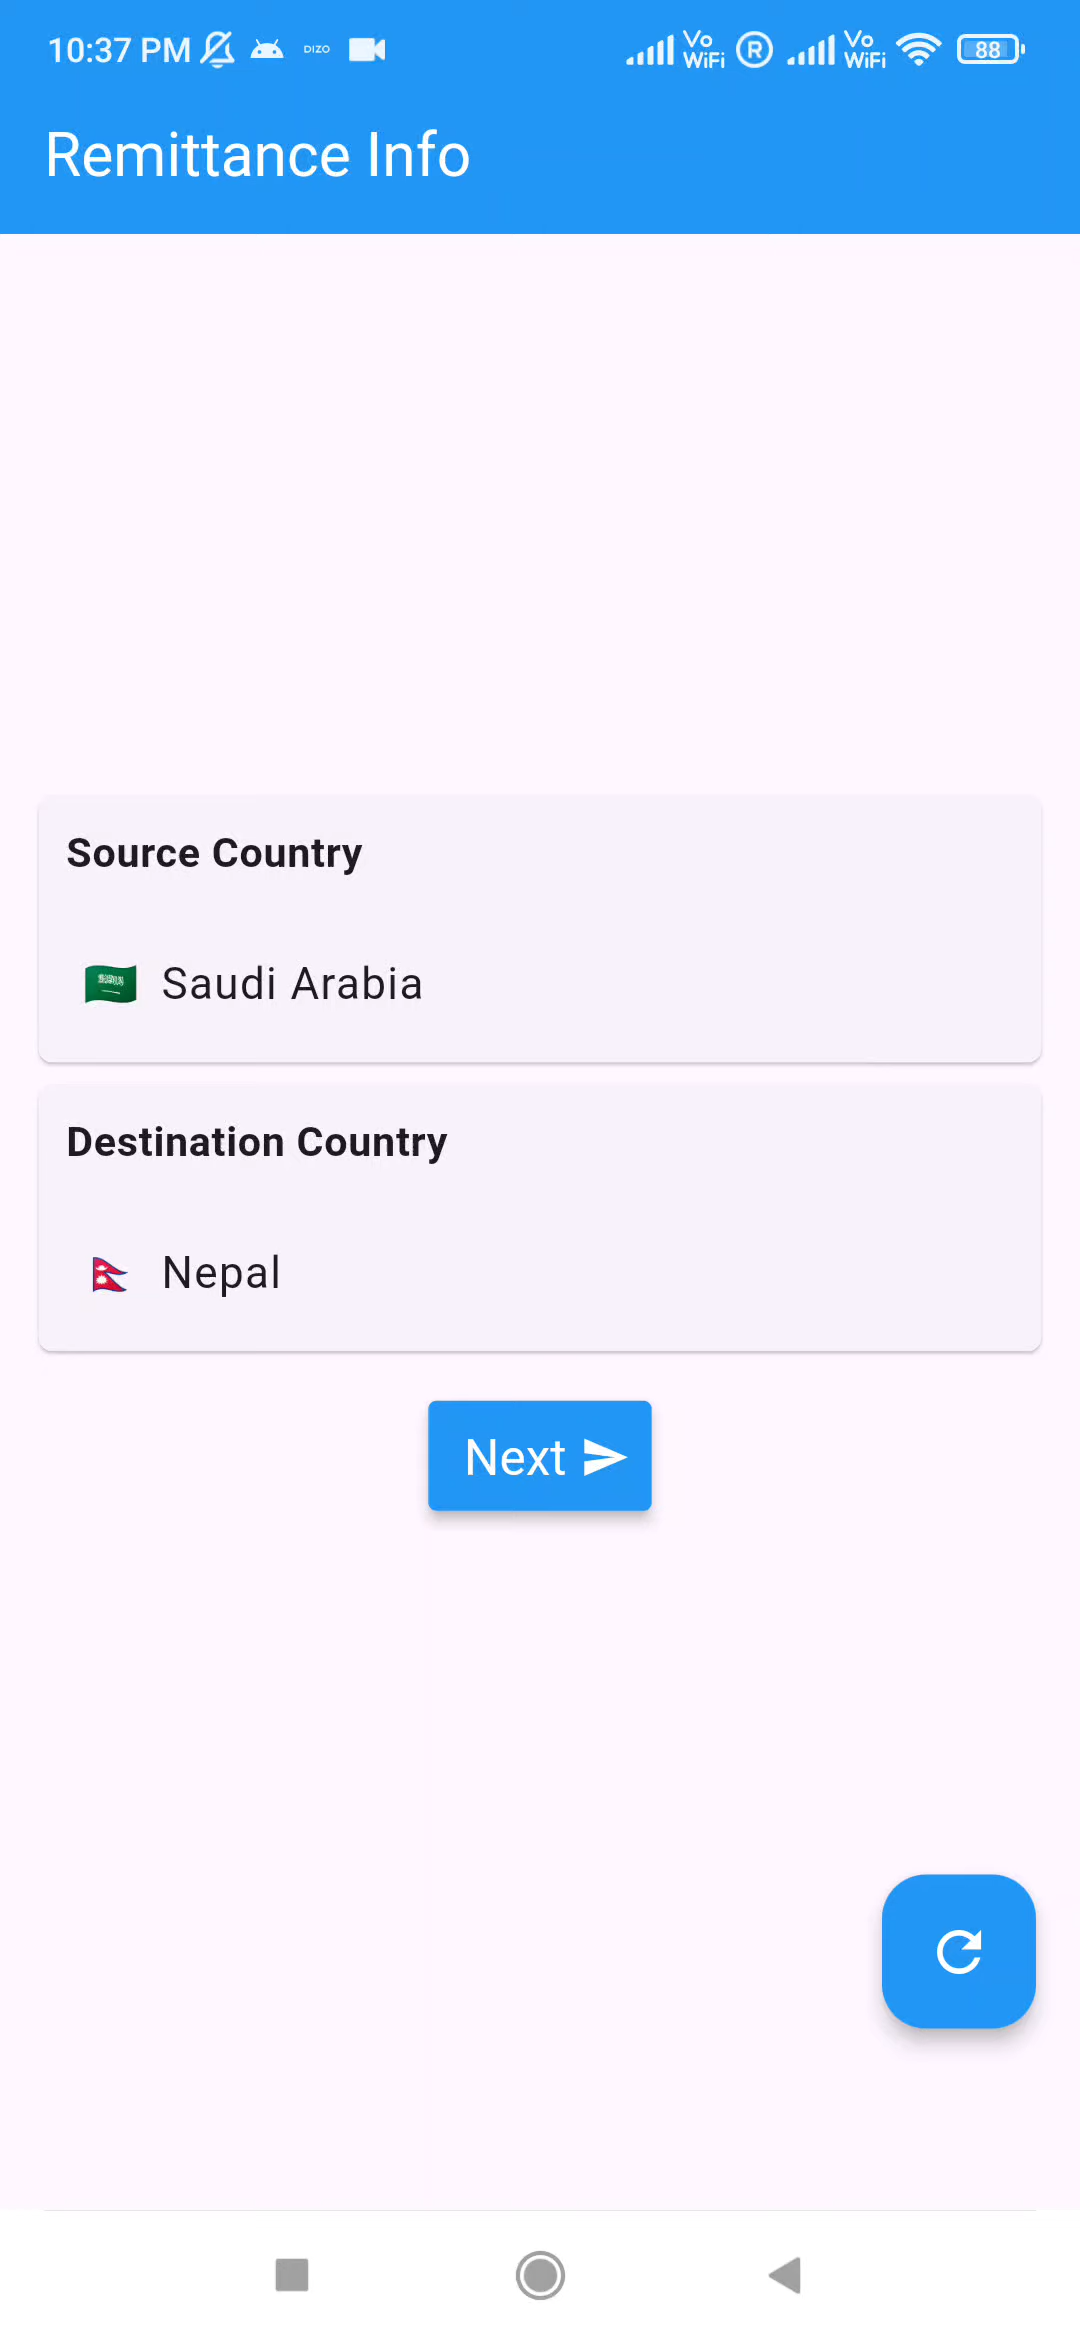 10:37 PM DIZO Vo WiFi R Vo WiFi 88
Remittance Info
Source Country
Saudi Arabia
Destination Country
Nepal
Next